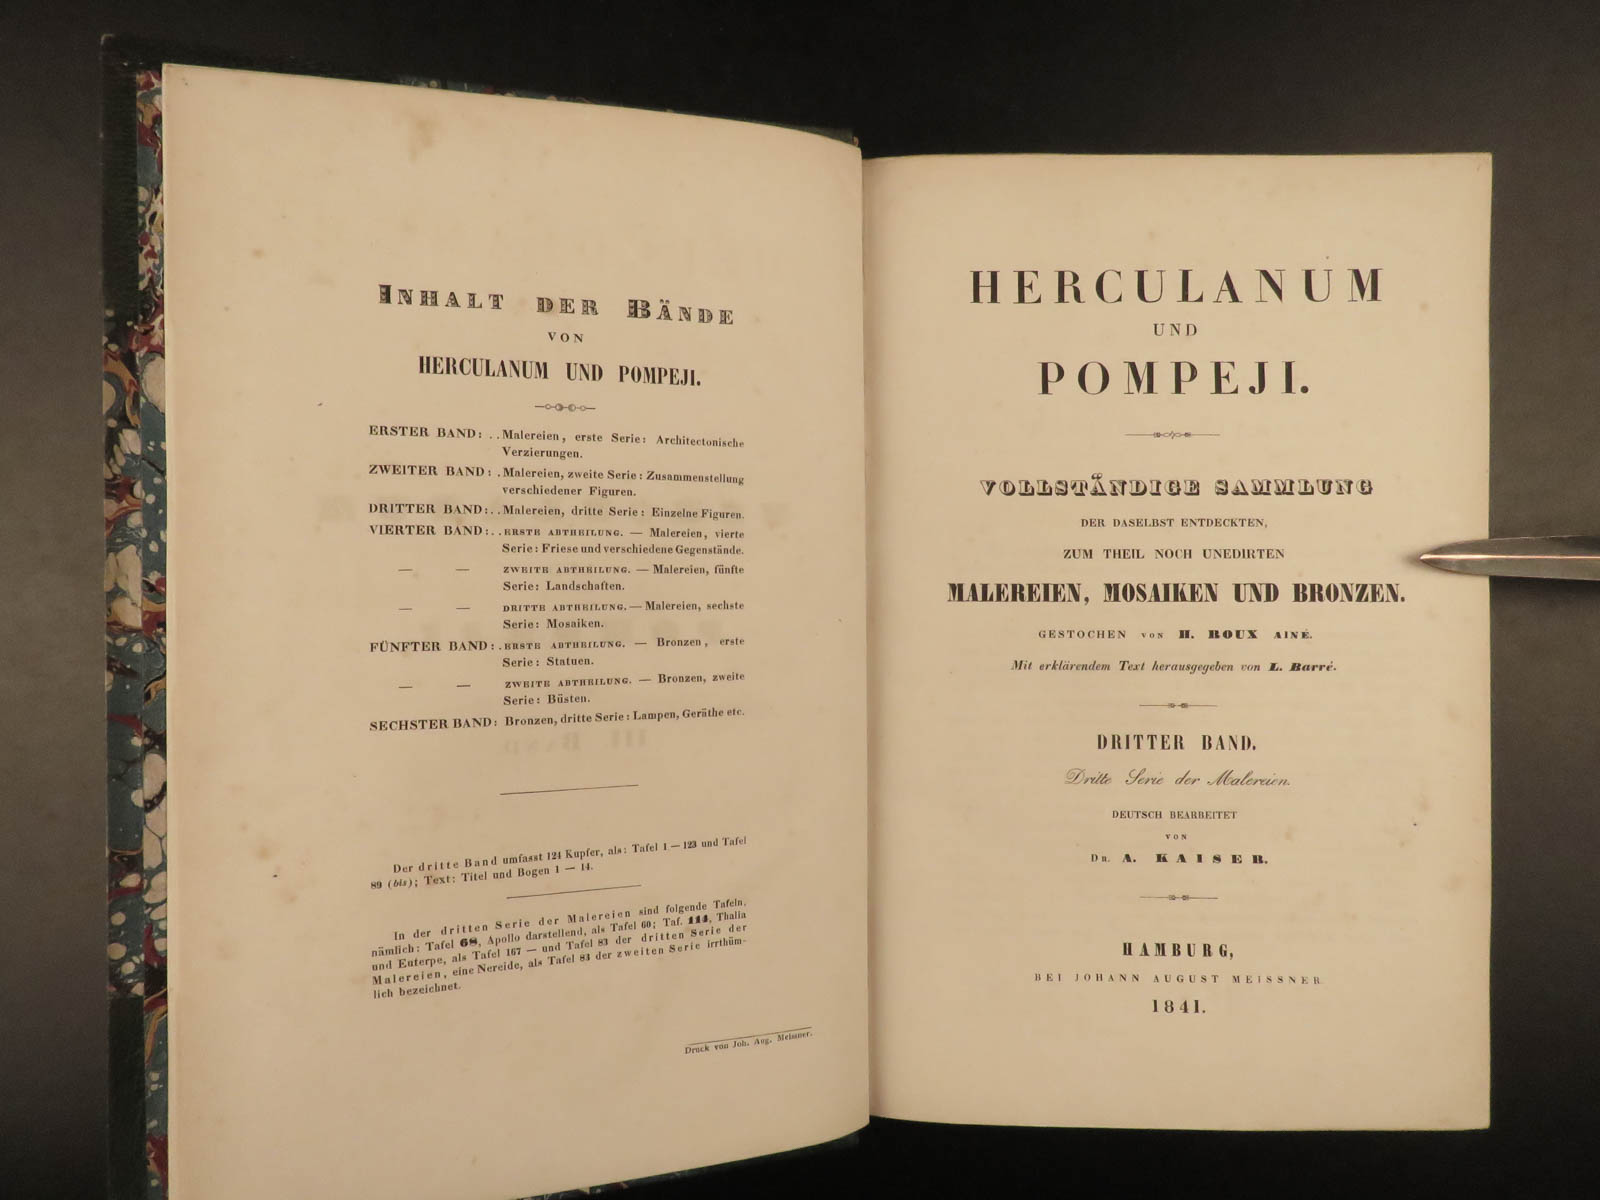 INHALT DER BÄNDE
VON
HERCULANUM UND POMPEJI.
ERSTER BAND: . . Malereien, erste Serie: Architectonische
Verzierungen.
ZWEITER BAND: . Malereien, zweite Serie: Zusammenstellung
verschiedener Figuren.
DRITTER BAND: . . Malereien, dritte Serie: Einzelne Figuren.
VIERTER BAND: . . ERSTE ABTHEILUNG. — Malereien, vierte
Serie: Friese und verschiedene Gegenstände.
— — ZWEITE ABTHEILUNG. — Malereien, fünfte
Serie: Landschaften.
— — DRITTE ABTHEILUNG. — Malereien, sechste
Serie: Mosaiken.
FÜNFTER BAND: . ERSTE ABTHEILUNG. — Bronzen, erste
Serie: Statuen.
— — ZWEITE ABTHEILUNG. — Bronzen, zweite
Serie: Büsten.
SECHSTER BAND: Bronzen, dritte Serie: Lampen, Geräthe etc.
Der dritte Band umfasst 124 Kupfer, als: Tafel 1 — 123 und Tafel
89 (bis); Text: Titel und Bogen 1 — 14.
In der dritten Serie der Malereien sind folgende Tafeln,
nämlich: Tafel 68, Apollo darstellend, als Tafel 60; Taf. 114, Thalia
und Euterpe, als Tafel 167 — und Tafel 83 der dritten Serie der
Malereien, eine Nereide, als Tafel 83 der zweiten Serie irrthüm-
lich bezeichnet.
Druck von Joh. Aug. Meissner.
HERCULANUM
UND
POMPEJI.
VOLLSTÄNDIGE SAMMLUNG
DER DASELBST ENTDECKTEN,
ZUM THEIL NOCH UNEDIRTEN
MALEREIEN, MOSAIKEN UND BRONZEN.
GESTOCHEN VON H. ROUX AINÉ.
Mit erklärendem Text herausgegeben von L. Barré.
DRITTER BAND.
Dritte Serie der Malereien.
DEUTSCH BEARBEITET
VON
DR. A. KAISER.
HAMBURG,
BEI JOHANN AUGUST MEISSNER.
1841.